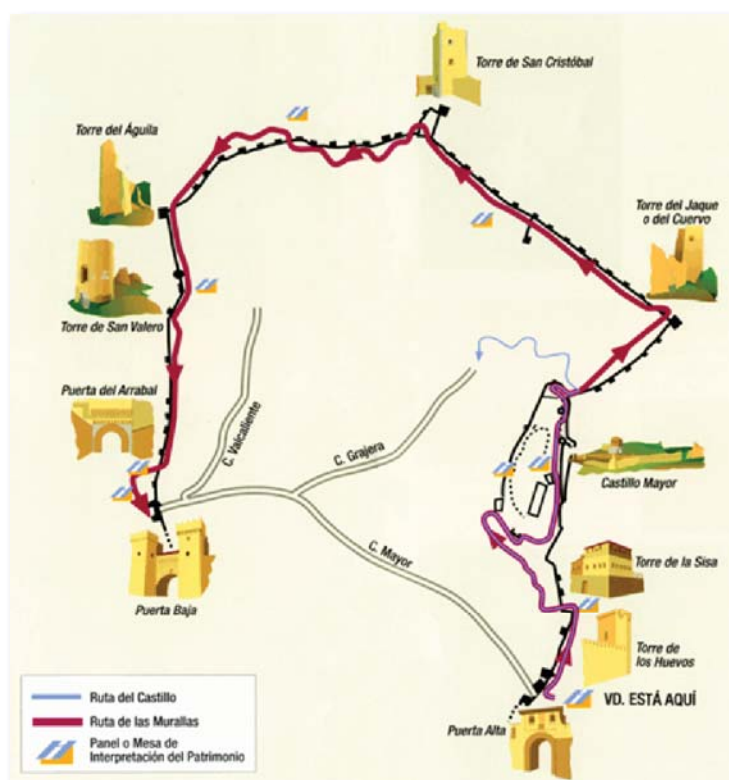 Torre de San Cristóbal
Torre del Águila
Torre del Jaque
o del Cuervo
Torre de San Valero
Puerta del Arrabal
C. Valcaliente
C. Grajera
Castillo Mayor
C. Mayor
Torre de la Sisa
Puerta Baja
Torre de
los Huevos
VD. ESTÁ AQUÍ
Puerta Alta
Ruta del Castillo
Ruta de las Murallas
Panel o Mesa de
Interpretación del Patrimonio